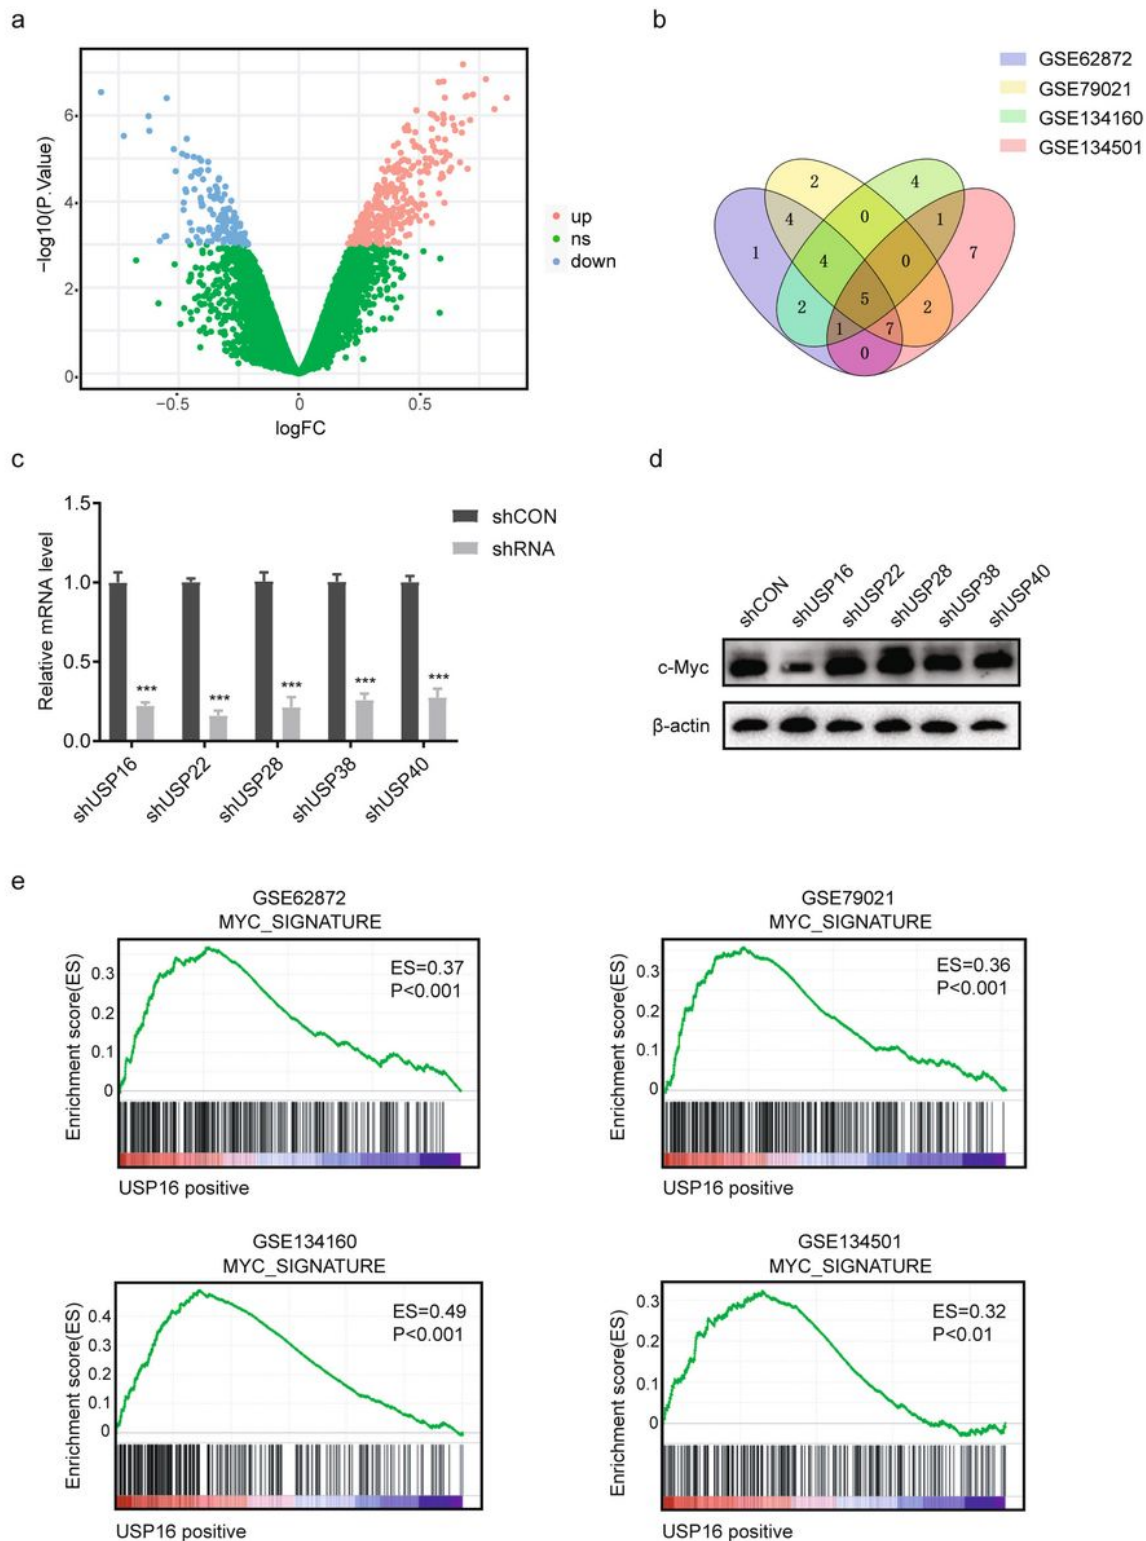 a
−log10(P.Value)
6
4
2
0
−0.5
0
0.5
logFC
up
ns
down
b
GSE62872
GSE79021
GSE134160
GSE134501
2
4
4
0
1
1
4
0
7
2
5
2
1
7
0
c
Relative mRNA level
1.5
1.0
0.5
0.0
shCON
shRNA
***
***
***
***
***
shUSP16
shUSP22
shUSP28
shUSP38
shUSP40
d
shCON
shUSP16
shUSP22
shUSP28
shUSP38
shUSP40
c-Myc
β-actin
e
GSE62872
MYC_SIGNATURE
Enrichment score(ES)
0.3
0.2
0.1
0
ES=0.37
P<0.001
USP16 positive
GSE79021
MYC_SIGNATURE
Enrichment score(ES)
0.3
0.2
0.1
0
ES=0.36
P<0.001
USP16 positive
GSE134160
MYC_SIGNATURE
Enrichment score(ES)
0.4
0.3
0.2
0.1
0
ES=0.49
P<0.001
USP16 positive
GSE134501
MYC_SIGNATURE
Enrichment score(ES)
0.3
0.2
0.1
0
ES=0.32
P<0.01
USP16 positive